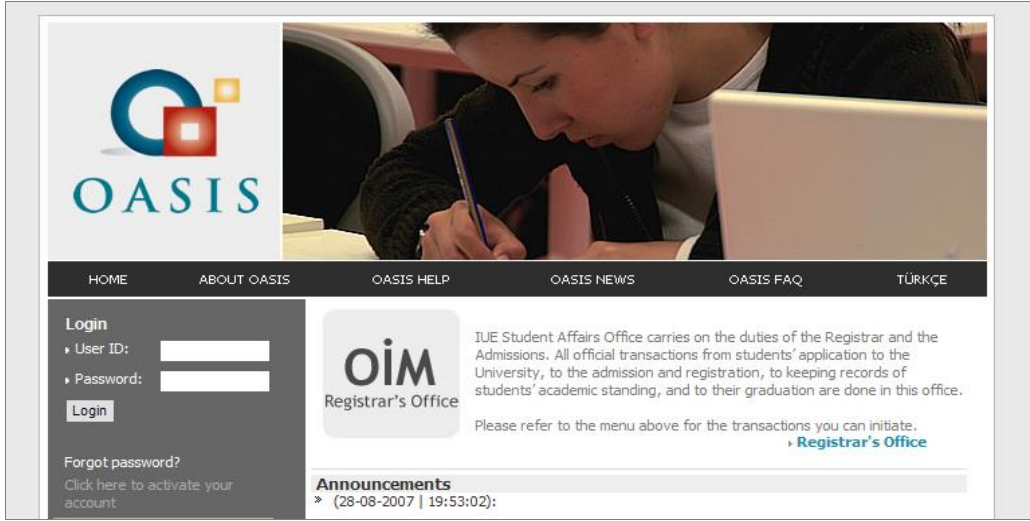 OASIS
HOME ABOUT OASIS OASIS HELP OASIS NEWS OASIS FAQ TÜRKÇE
Login
User ID:
Password:
Login
Forgot password?
Click here to activate your
account
OİM
Registrar's Office
IUE Student Affairs Office carries on the duties of the Registrar and the
Admissions. All official transactions from students' application to the
University, to the admission and registration, to keeping records of
students' academic standing, and to their graduation are done in this office.
Please refer to the menu above for the transactions you can initiate.
Registrar's Office
Announcements
» (28-08-2007 | 19:53:02):